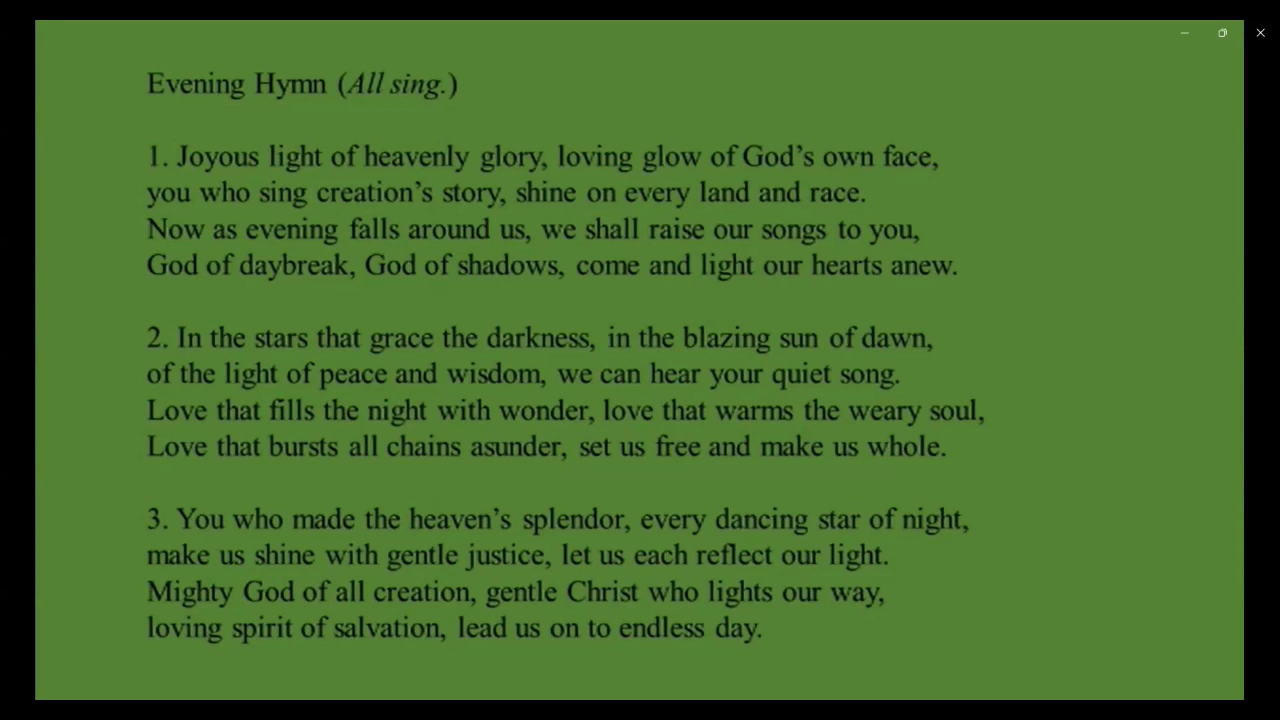 Evening Hymn (All sing.)
1. Joyous light of heavenly glory, loving glow of God’s own face,
you who sing creation’s story, shine on every land and race.
Now as evening falls around us, we shall raise our songs to you,
God of daybreak, God of shadows, come and light our hearts anew.
2. In the stars that grace the darkness, in the blazing sun of dawn,
of the light of peace and wisdom, we can hear your quiet song.
Love that fills the night with wonder, love that warms the weary soul,
Love that bursts all chains asunder, set us free and make us whole.
3. You who made the heaven’s splendor, every dancing star of night,
make us shine with gentle justice, let us each reflect our light.
Mighty God of all creation, gentle Christ who lights our way,
loving spirit of salvation, lead us on to endless day.